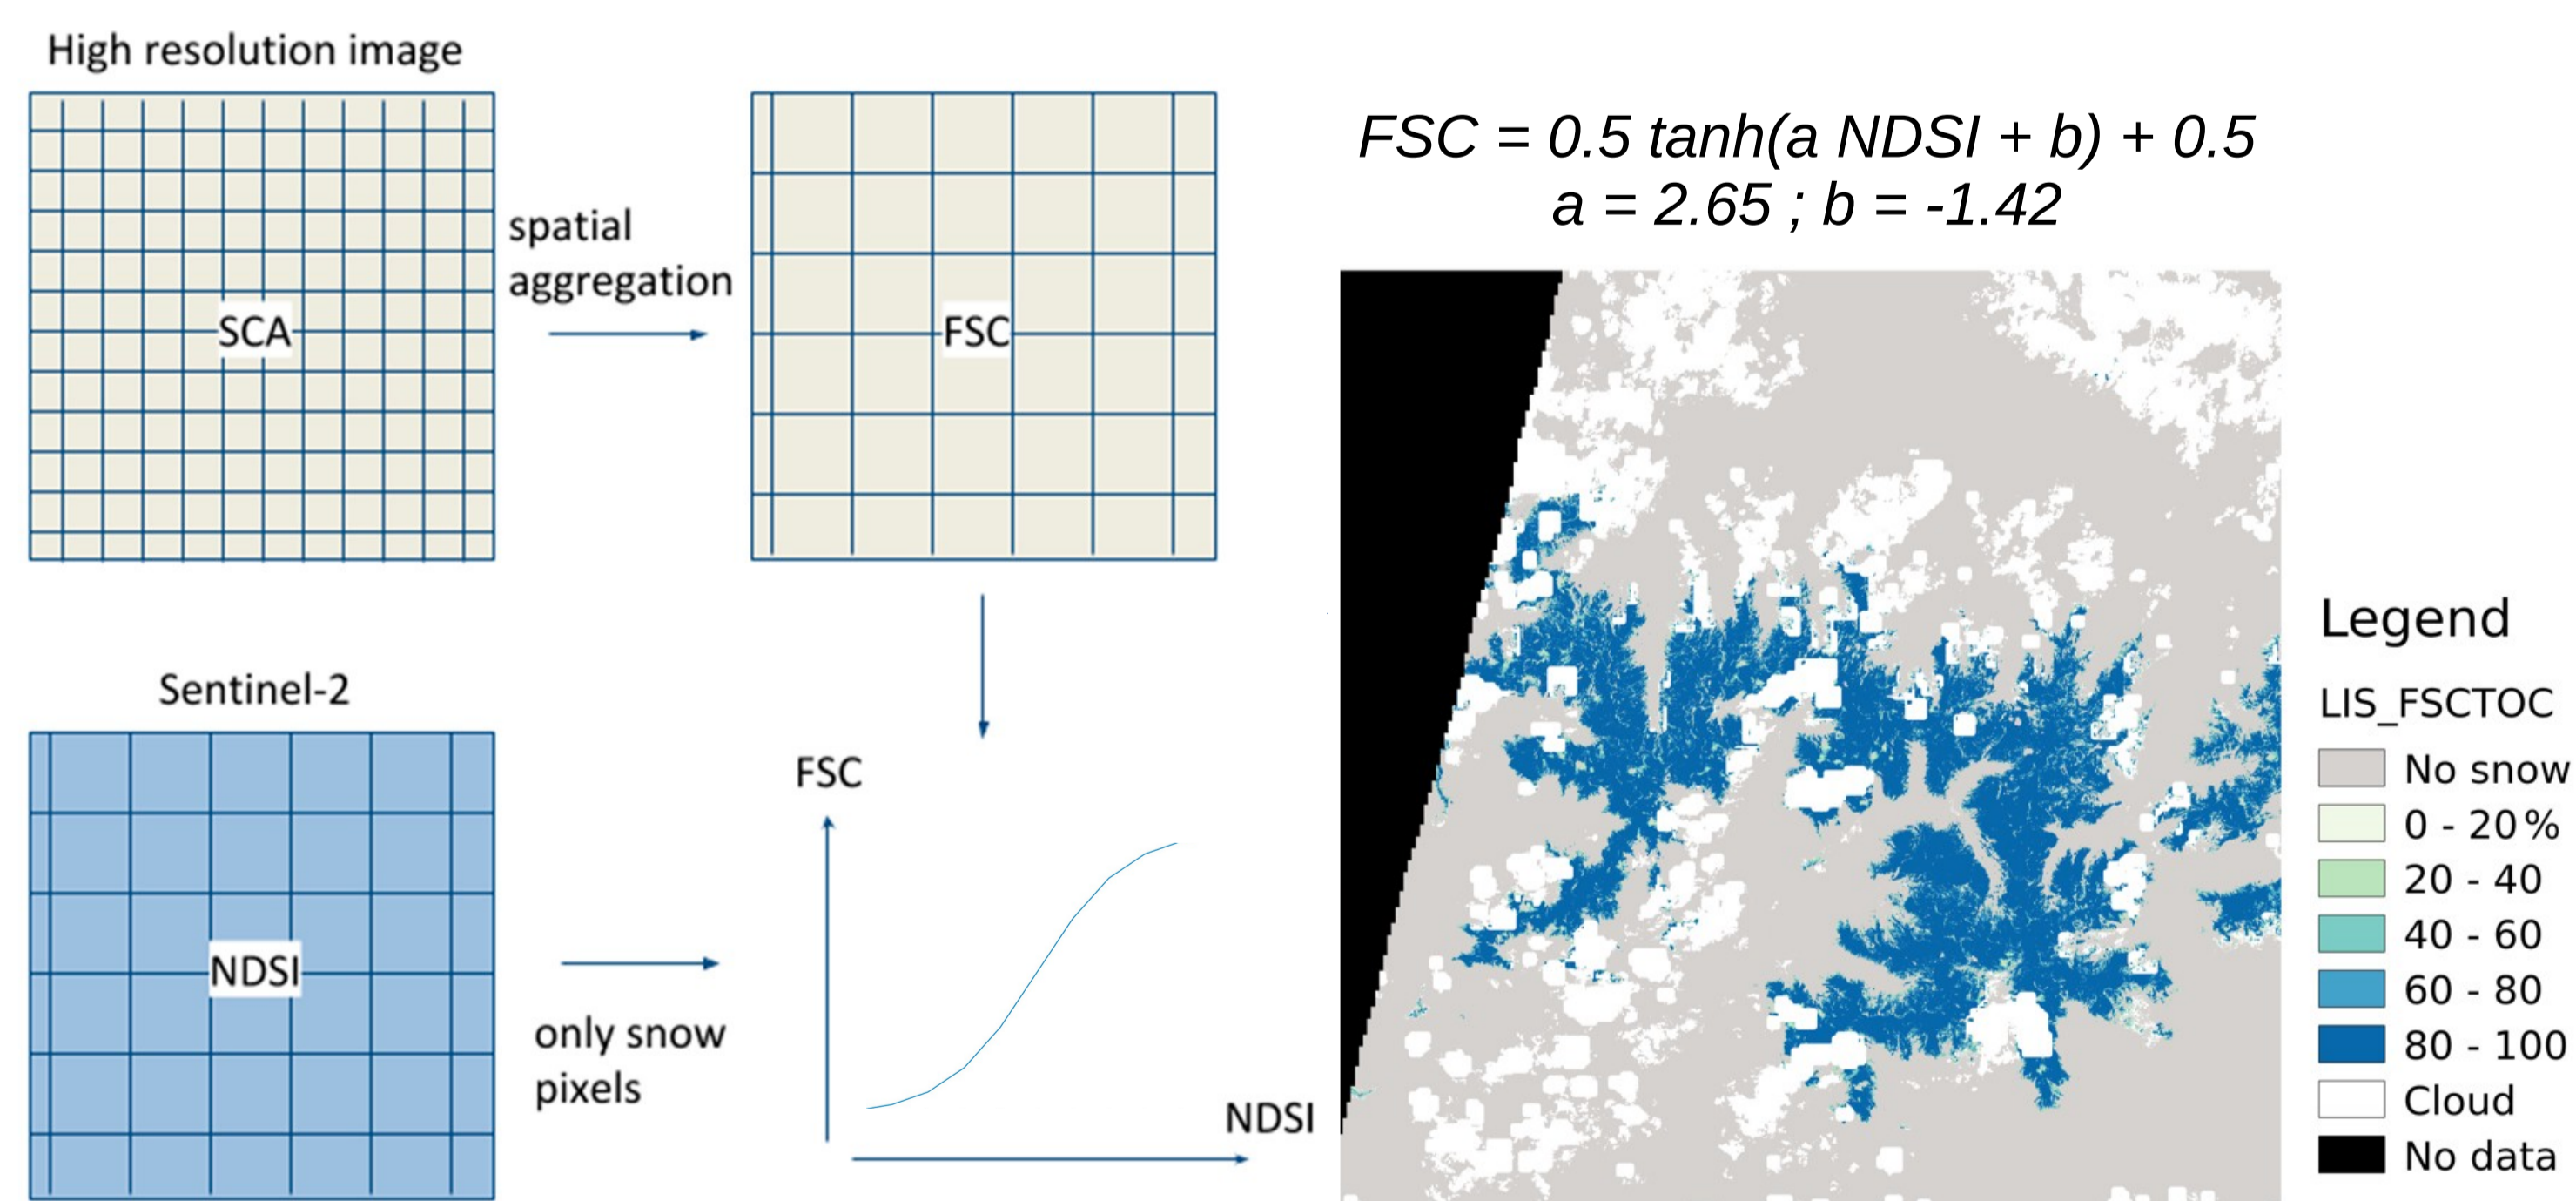 High resolution image
SCA
spatial
aggregation
FSC
FSC = 0.5 tanh(a NDSI + b) + 0.5
a = 2.65 ; b = -1.42
Sentinel-2
NDSI
only snow
pixels
FSC
NDSI
Legend
LIS_FSCTOC
No snow
0 - 20%
20 - 40
40 - 60
60 - 80
80 - 100
Cloud
No data